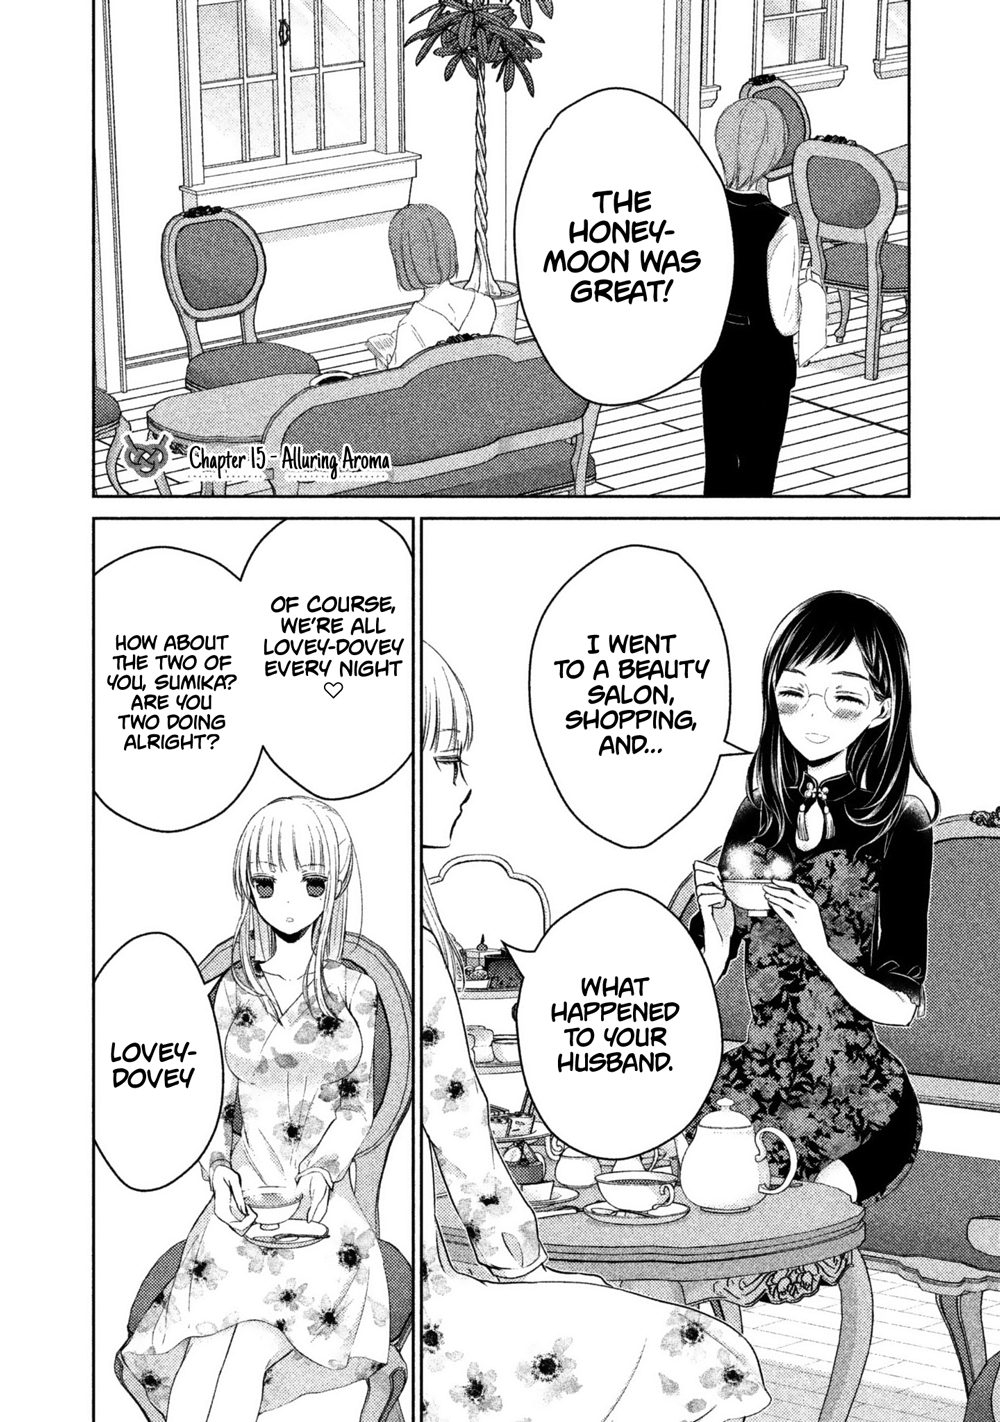 THE
HONEY-
MOON WAS
GREAT!
Chapter 15 - Alluring Aroma
I WENT
TO A BEAUTY
SALON,
SHOPPING,
AND...
WHAT
HAPPENED
TO YOUR
HUSBAND.
OF COURSE,
WE'RE ALL
LOVEY-DOVEY
EVERY NIGHT
♡
HOW ABOUT
THE TWO OF
YOU, SUMIKA?
ARE YOU
TWO DOING
ALRIGHT?
LOVEY-
DOVEY